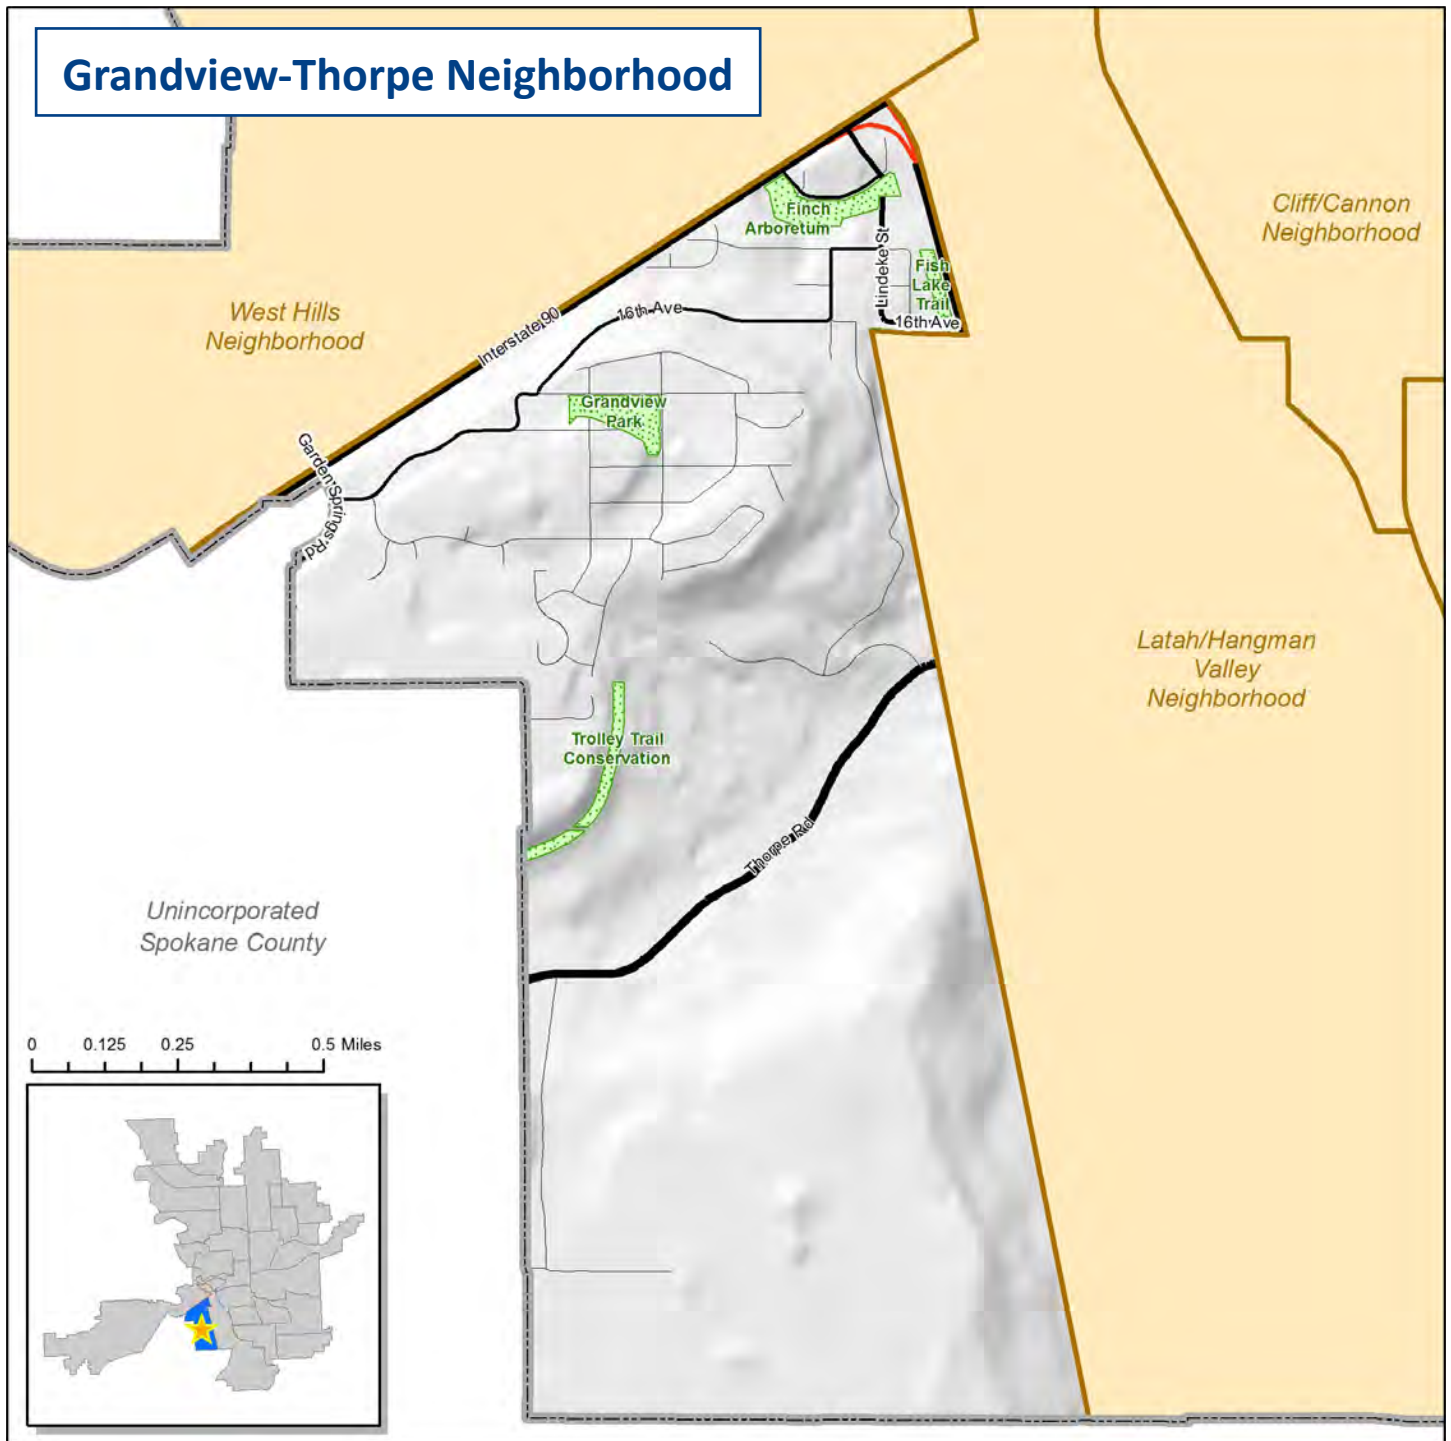 Grandview-Thorpe Neighborhood
Cliff/Cannon
Neighborhood
Finch
Arboretum
Lindeke St
Fish
Lake
Trail
16th Ave
West Hills
Neighborhood
Interstate 90
16th Ave
Grandview
Park
Garden Springs Rd
Latah/Hangman
Valley
Neighborhood
Trolley Trail
Conservation
Thorpe Rd
Unincorporated
Spokane County
0 0.125 0.25 0.5 Miles